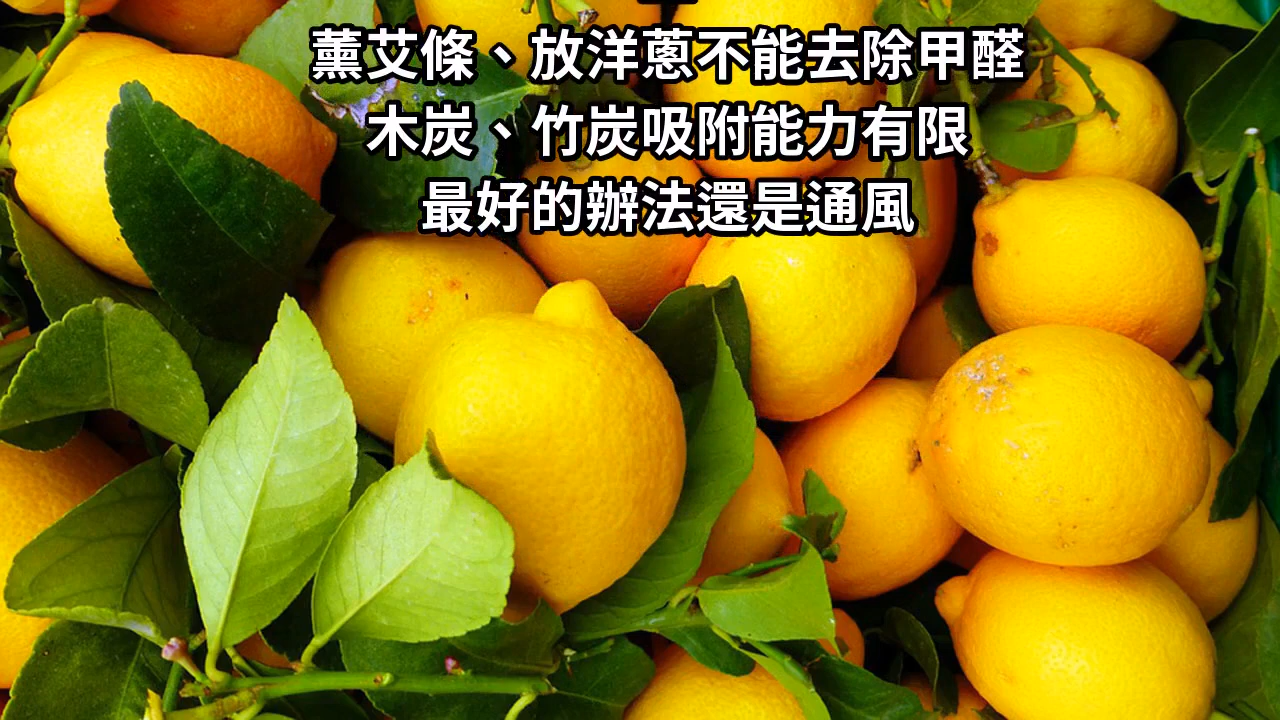 薰艾條、放洋蔥不能去除甲醛
木炭、竹炭吸附能力有限
最好的辦法還是通風